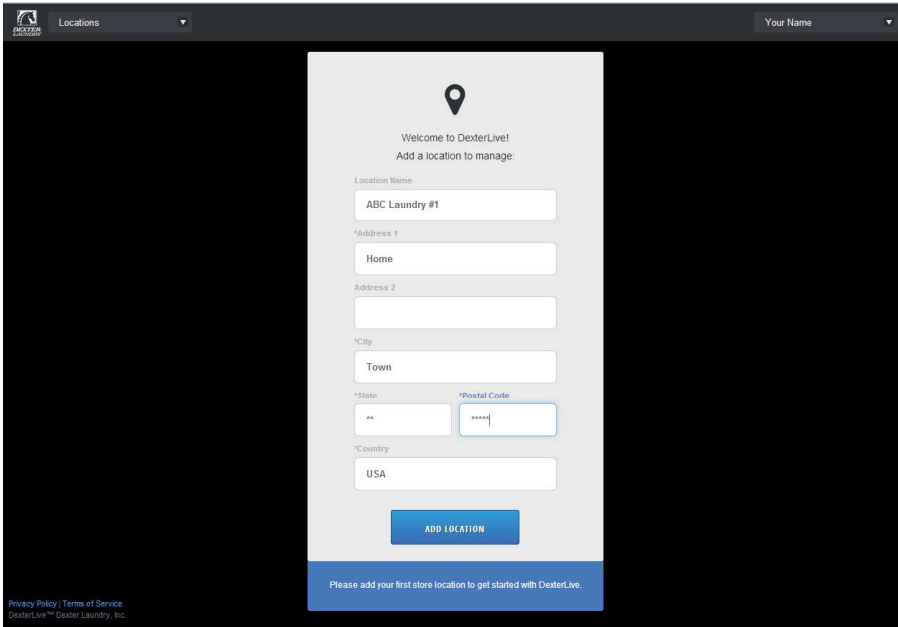 DEXTER
LAUNDRY
Locations
Your Name
Welcome to DexterLive!
Add a location to manage:
Location Name
ABC Laundry #1
*Address 1
Home
Address 2
*City
Town
*State *Postal Code
** *****
*Country
USA
ADD LOCATION
Please add your first store location to get started with DexterLive.
Privacy Policy | Terms of Service
DexterLive™ Dexter Laundry, Inc.